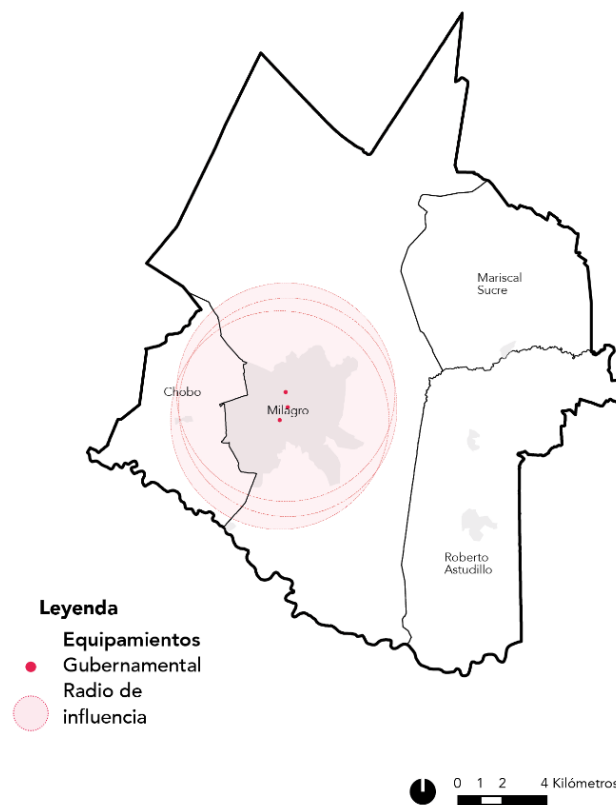 Mariscal
Sucre
Chobo
Milagro
Roberto
Astudillo
Leyenda
Equipamientos
Gubernamental
Radio de
influencia
0 1 2 4 Kilómetros